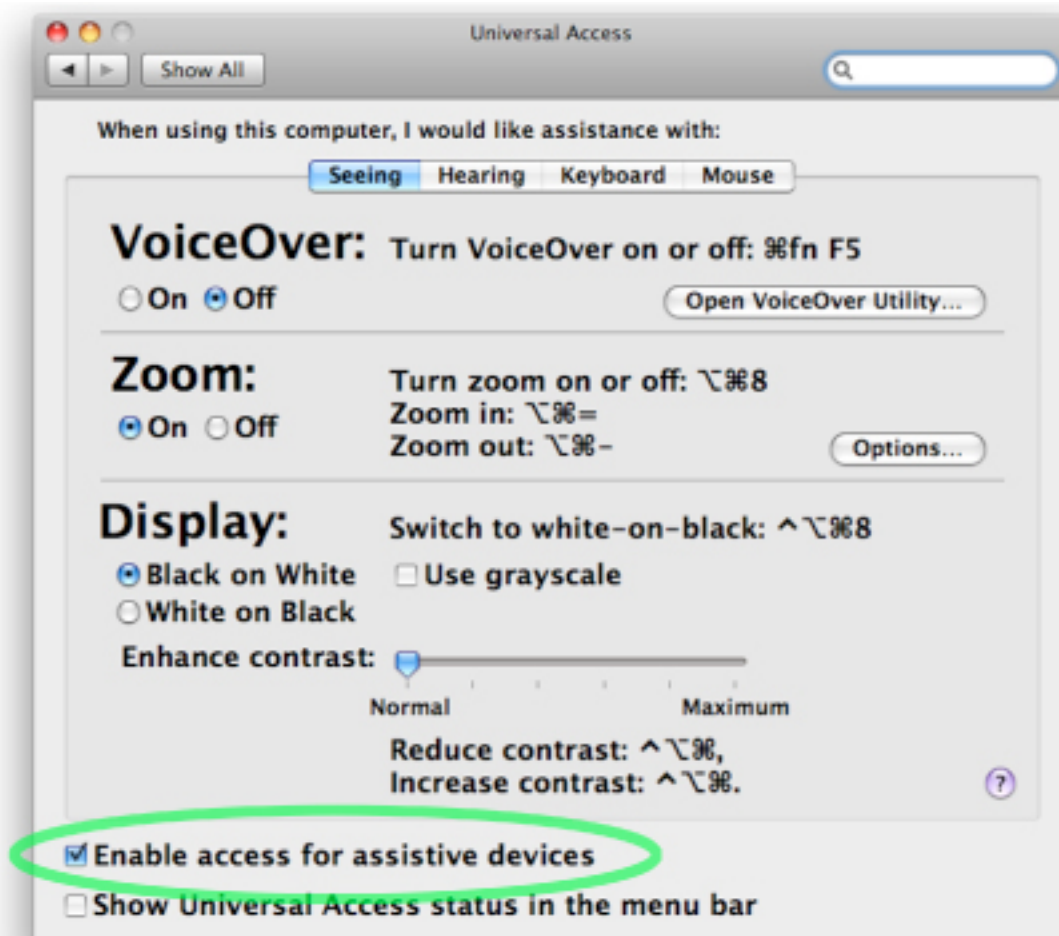 Universal Access
Show All
When using this computer, I would like assistance with:
Seeing Hearing Keyboard Mouse
VoiceOver: Turn VoiceOver on or off: ⌘fn F5
On Off Open VoiceOver Utility...
Zoom: Turn zoom on or off: ⌥⌘8
On Off Zoom in: ⌥⌘=
Zoom out: ⌥⌘- Options...
Display: Switch to white-on-black: ^⌥⌘8
Black on White Use grayscale
White on Black
Enhance contrast:
Normal Maximum
Reduce contrast: ^⌥⌘,
Increase contrast: ^⌥⌘. ?
Enable access for assistive devices
Show Universal Access status in the menu bar